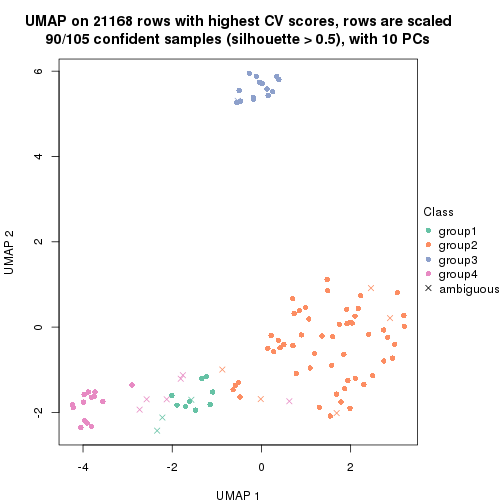 UMAP on 21168 rows with highest CV scores, rows are scaled
90/105 confident samples (silhouette > 0.5), with 10 PCs
6
4
2
0
-2
UMAP 2
-4
-2
0
2
UMAP 1
Class
group1
group2
group3
group4
ambiguous